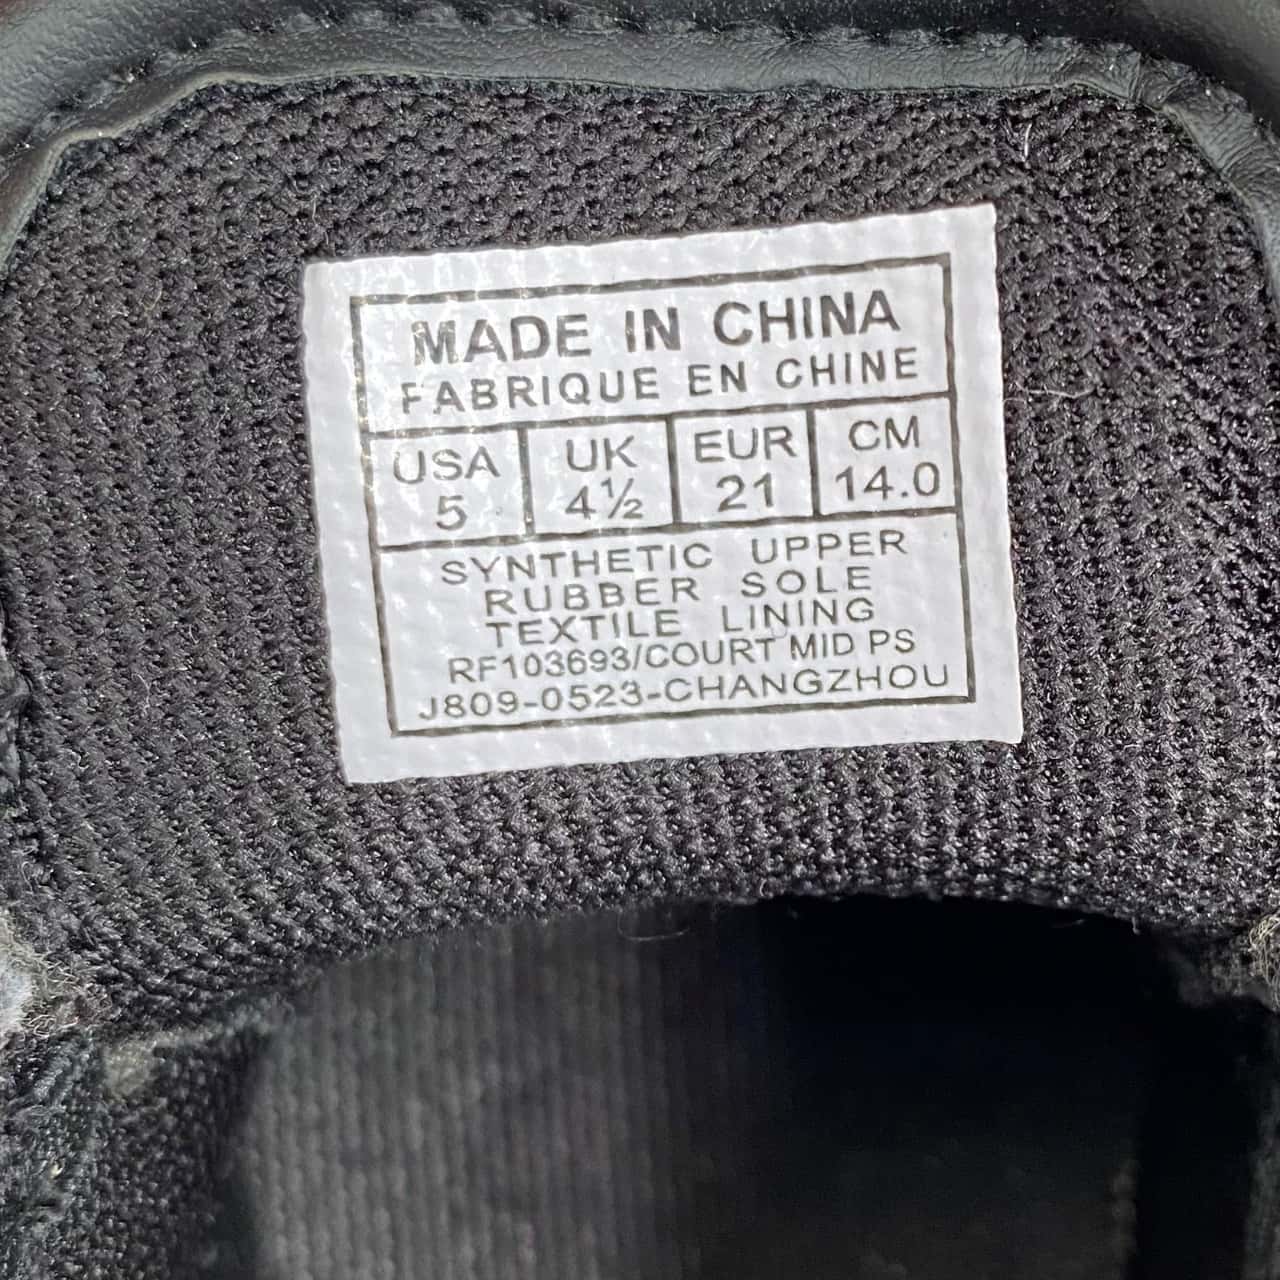 MADE IN CHINA
FABRIQUE EN CHINE
USA UK EUR CM
5 4½ 21 14.0
SYNTHETIC UPPER
RUBBER SOLE
TEXTILE LINING
RF103693/COURT MID PS
J809-0523-CHANGZHOU